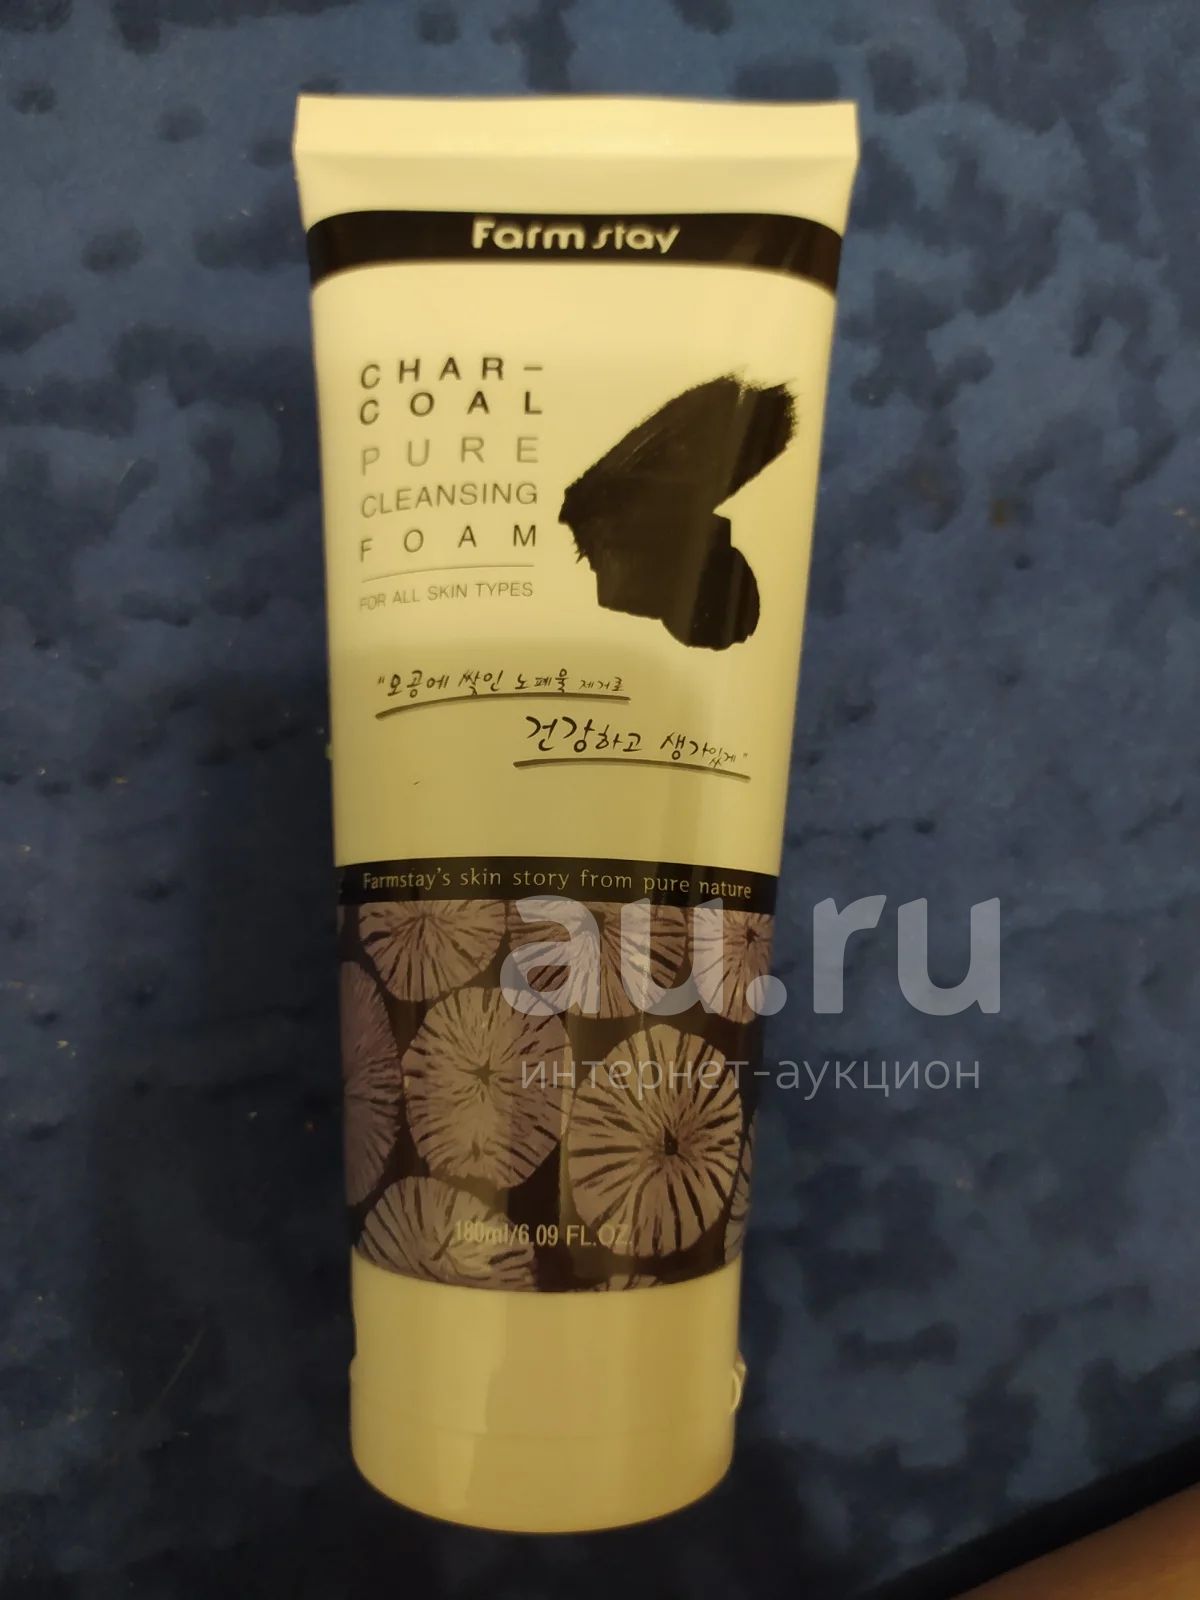 Farm stay
CHAR-
COAL
PURE
CLEANSING
FOAM
FOR ALL SKIN TYPES
"모공에 쌓인 노폐물 제거로
건강하고 생기있게"
Farmstay's skin story from pure nature
au.ru
интернет-аукцион
180ml/6.09 FL.OZ.